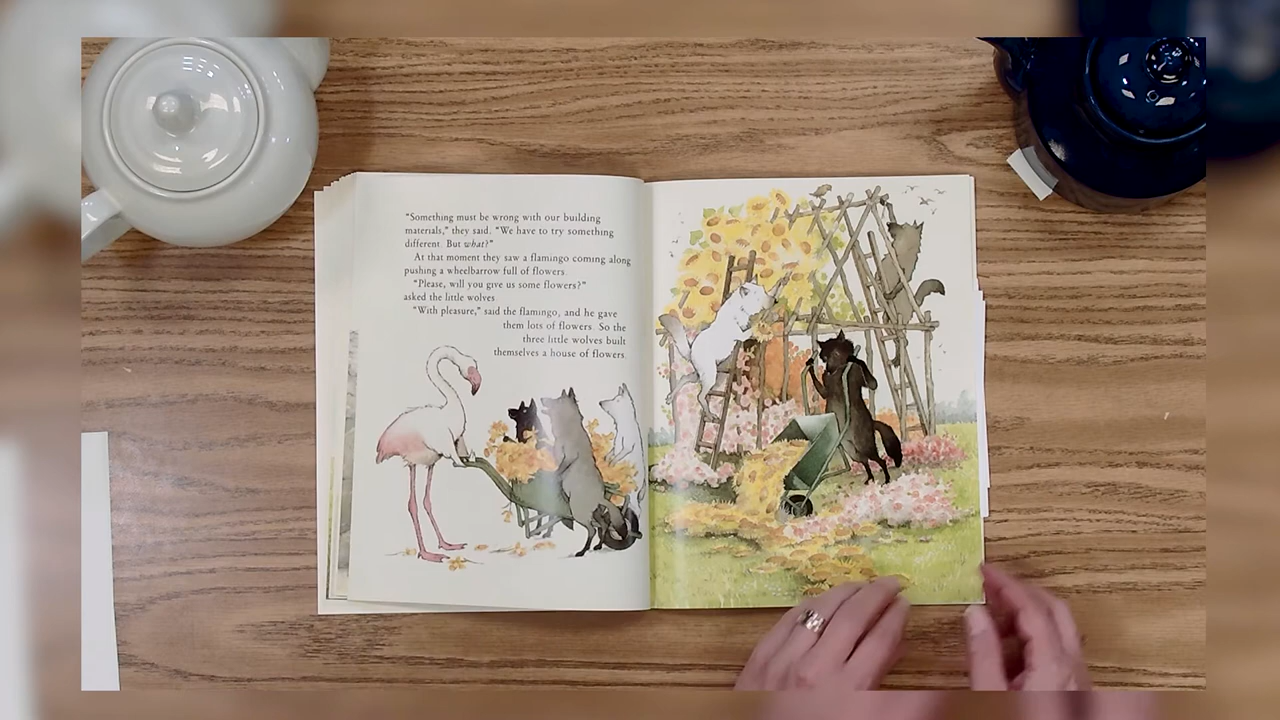 "Something must be wrong with our building
materials," they said. "We have to try something
different. But what?"
At that moment they saw a flamingo coming along
pushing a wheelbarrow full of flowers.
"Please, will you give us some flowers?"
asked the little wolves.
"With pleasure," said the flamingo, and he gave
them lots of flowers. So the
three little wolves built
themselves a house of flowers.